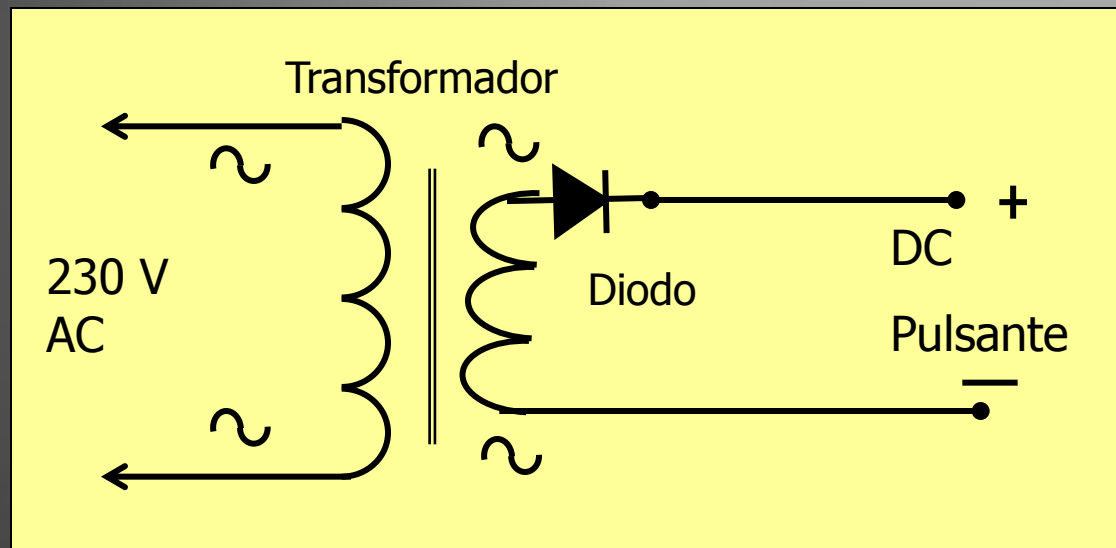 Transformador
230 V
AC
Diodo
+
DC
Pulsante
—